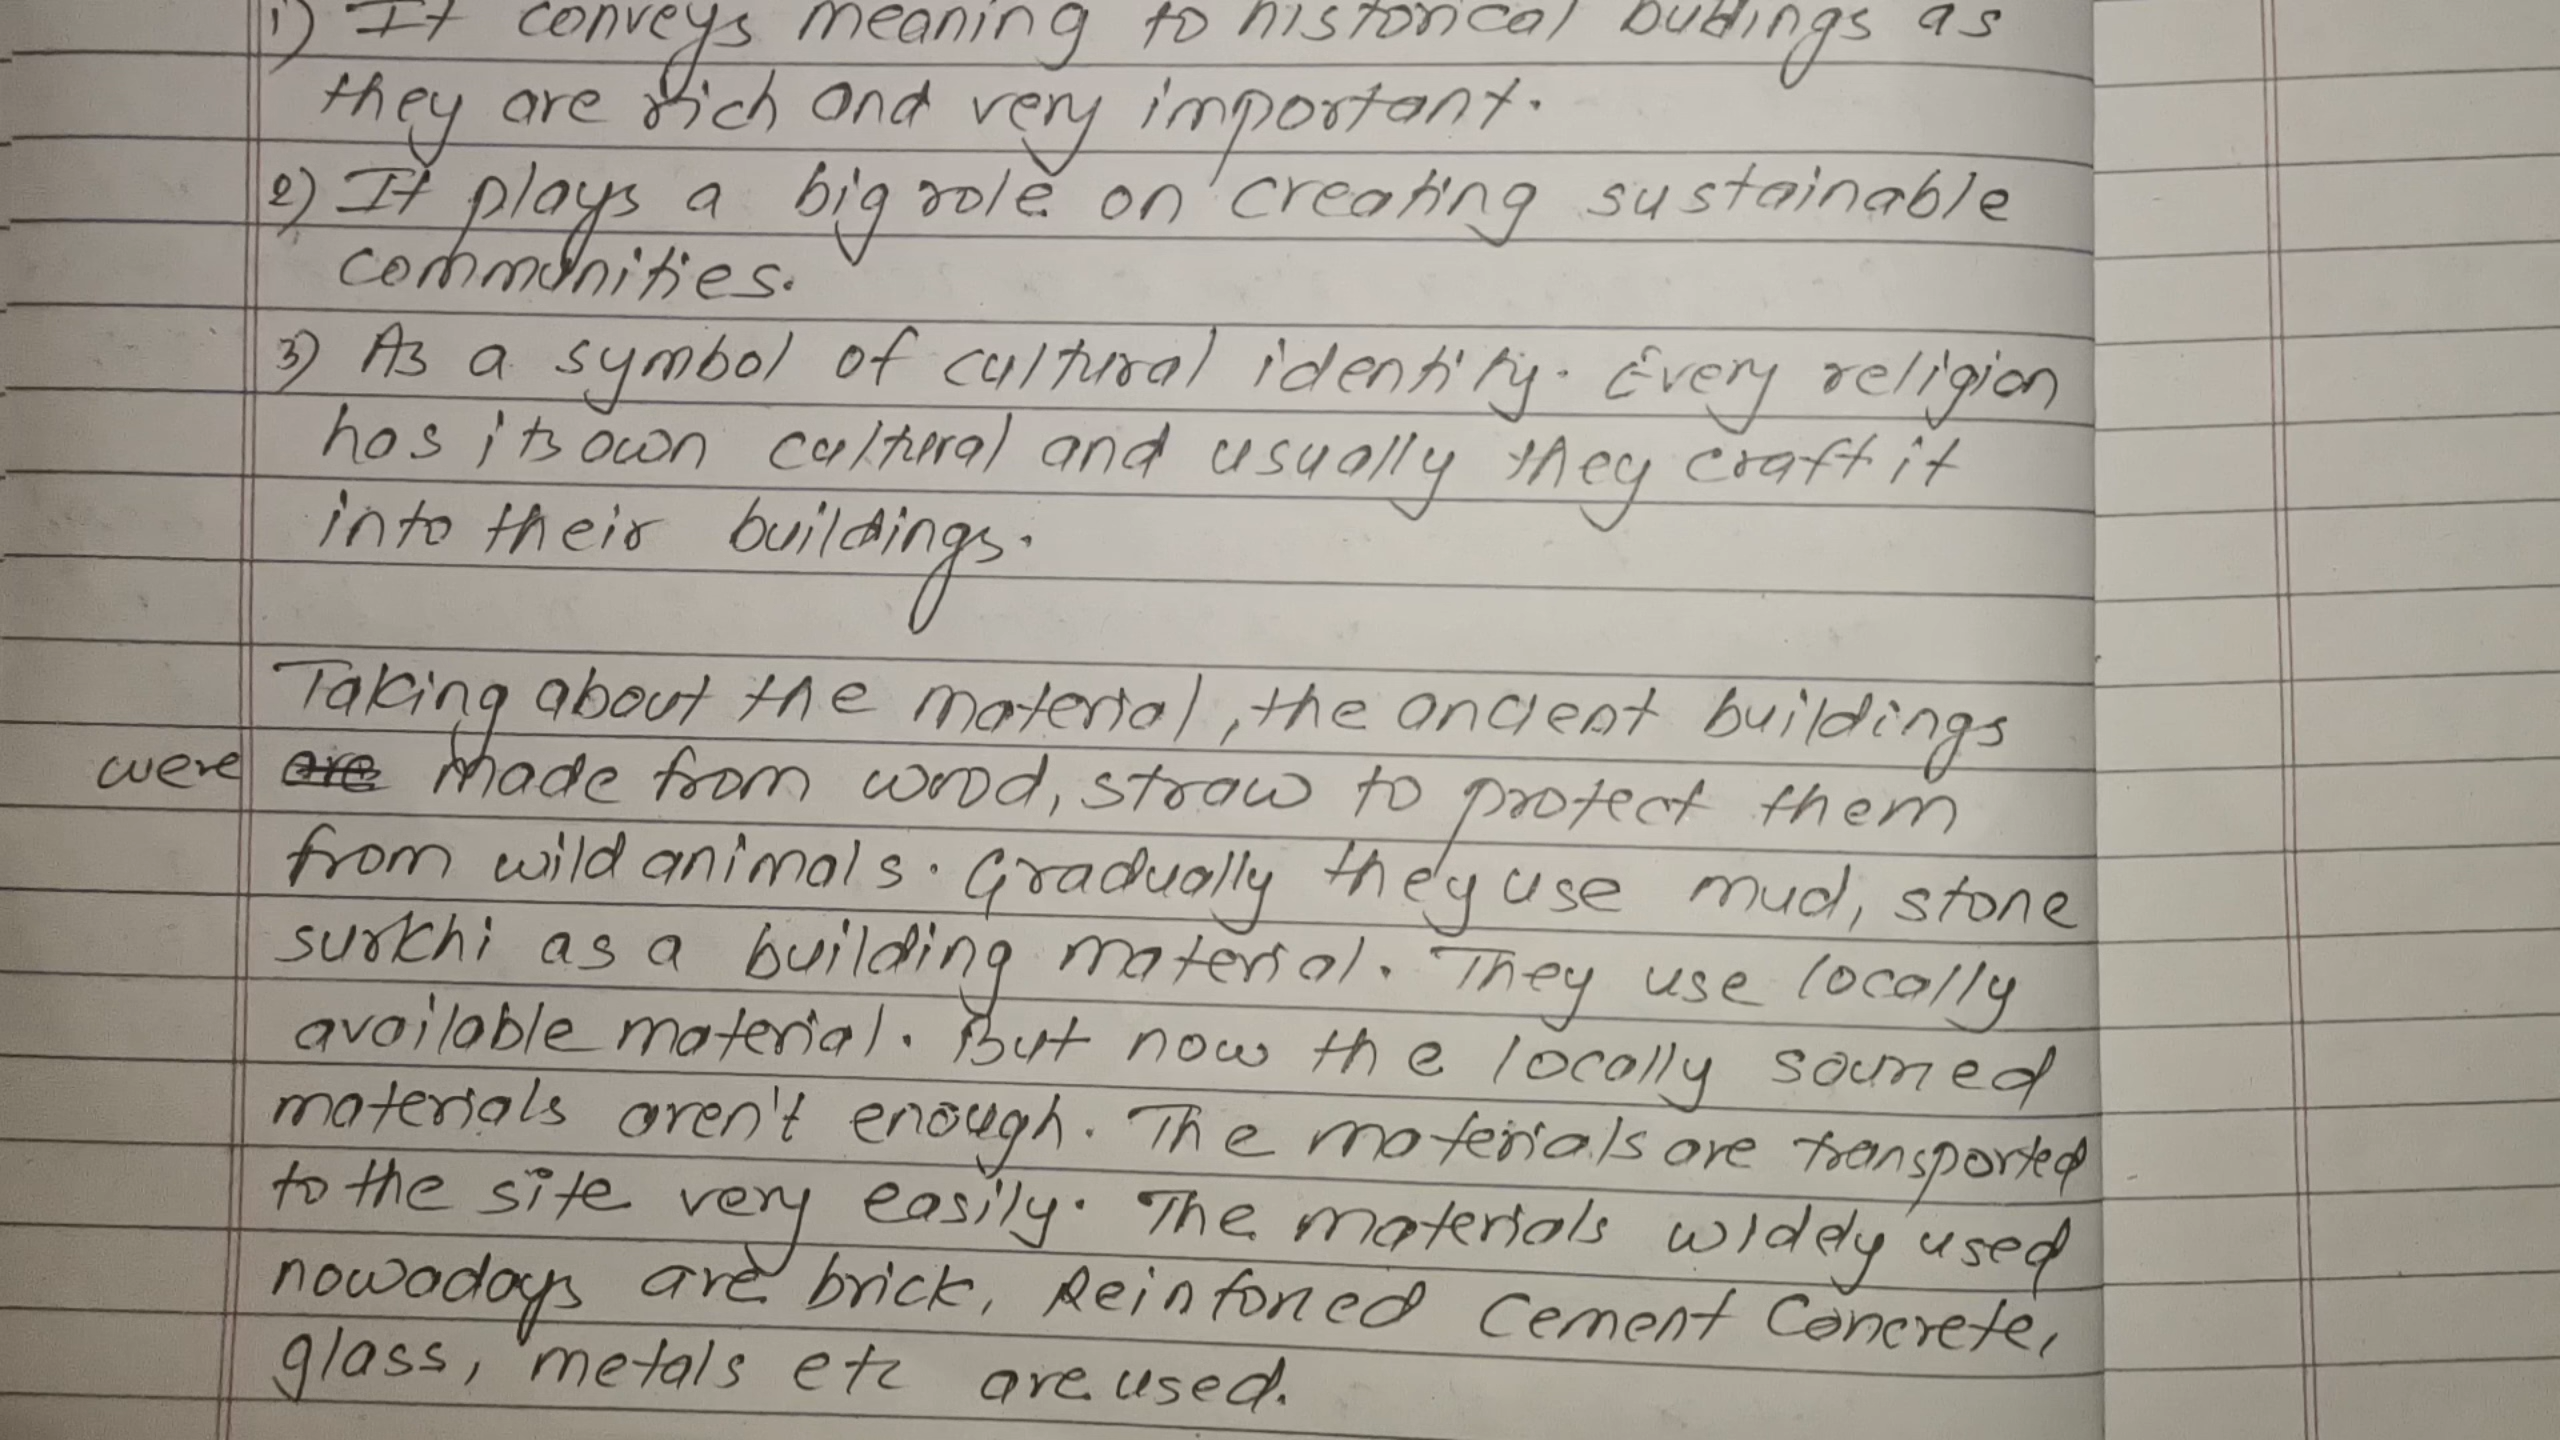 1) It conveys meaning to historical buldings as
they are rich and very important.
2) It plays a big role on creating sustainable
communities.
3) As a symbol of cultural identity. Every religion
has its own cultural and usually they craft it
into their buildings.
Taking about the material, the ancient buildings
were are made from wood, straw to protect them
from wild animals. Gradually they use mud, stone
surkhi as a building material. They use locally
available material. But now the locally sourced
materials aren't enough. The materials are transported
to the site very easily. The materials widely used
nowadays are brick, Reinforced Cement Concrete,
glass, metals etc are used.